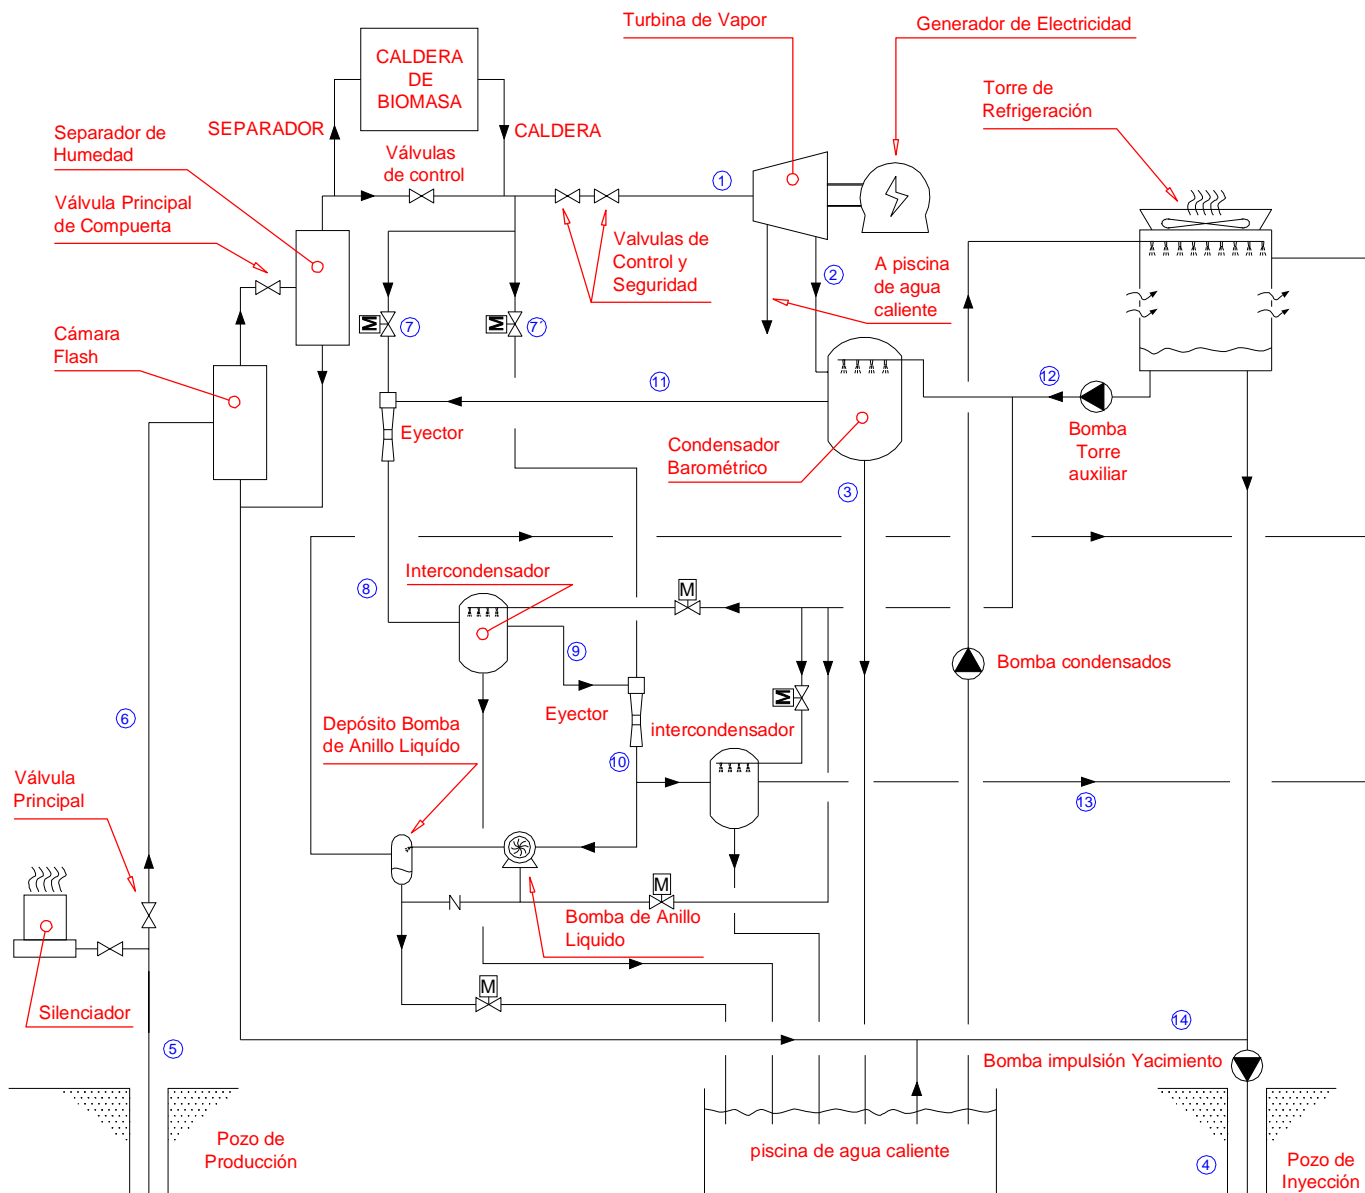 Turbina de Vapor
Generador de Electricidad
CALDERA
DE
BIOMASA
Torre de
Refrigeración
SEPARADOR
CALDERA
Separador de
Humedad
Válvulas
de control
1
Válvula Principal
de Compuerta
Valvulas de
Control y
Seguridad
2
A piscina
de agua
caliente
M
7
M
7´
Cámara
Flash
11
12
Eyector
Condensador
Barométrico
Bomba
Torre
auxiliar
3
8
Intercondensador
M
9
Bomba condensados
M
6
Eyector
intercondensador
Depósito Bomba
de Anillo Liquído
10
Válvula
Principal
13
M
Bomba de Anillo
Liquido
M
Silenciador
14
5
Bomba impulsión Yacimiento
Pozo de
Producción
piscina de agua caliente
4
Pozo de
Inyección